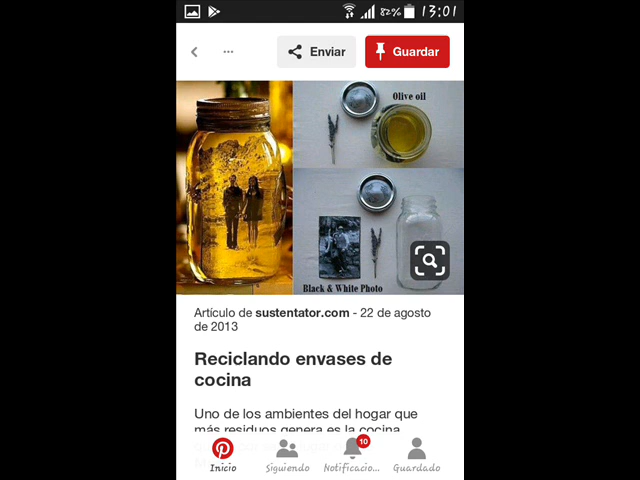 82% 13:01
Enviar
Guardar
Olive oil
Black & White Photo
Artículo de sustentator.com - 22 de agosto
de 2013
Reciclando envases de
cocina
Uno de los ambientes del hogar que
más residuos genera es la cocina
10
Inicio
Siguiendo
Notificacio...
Guardado